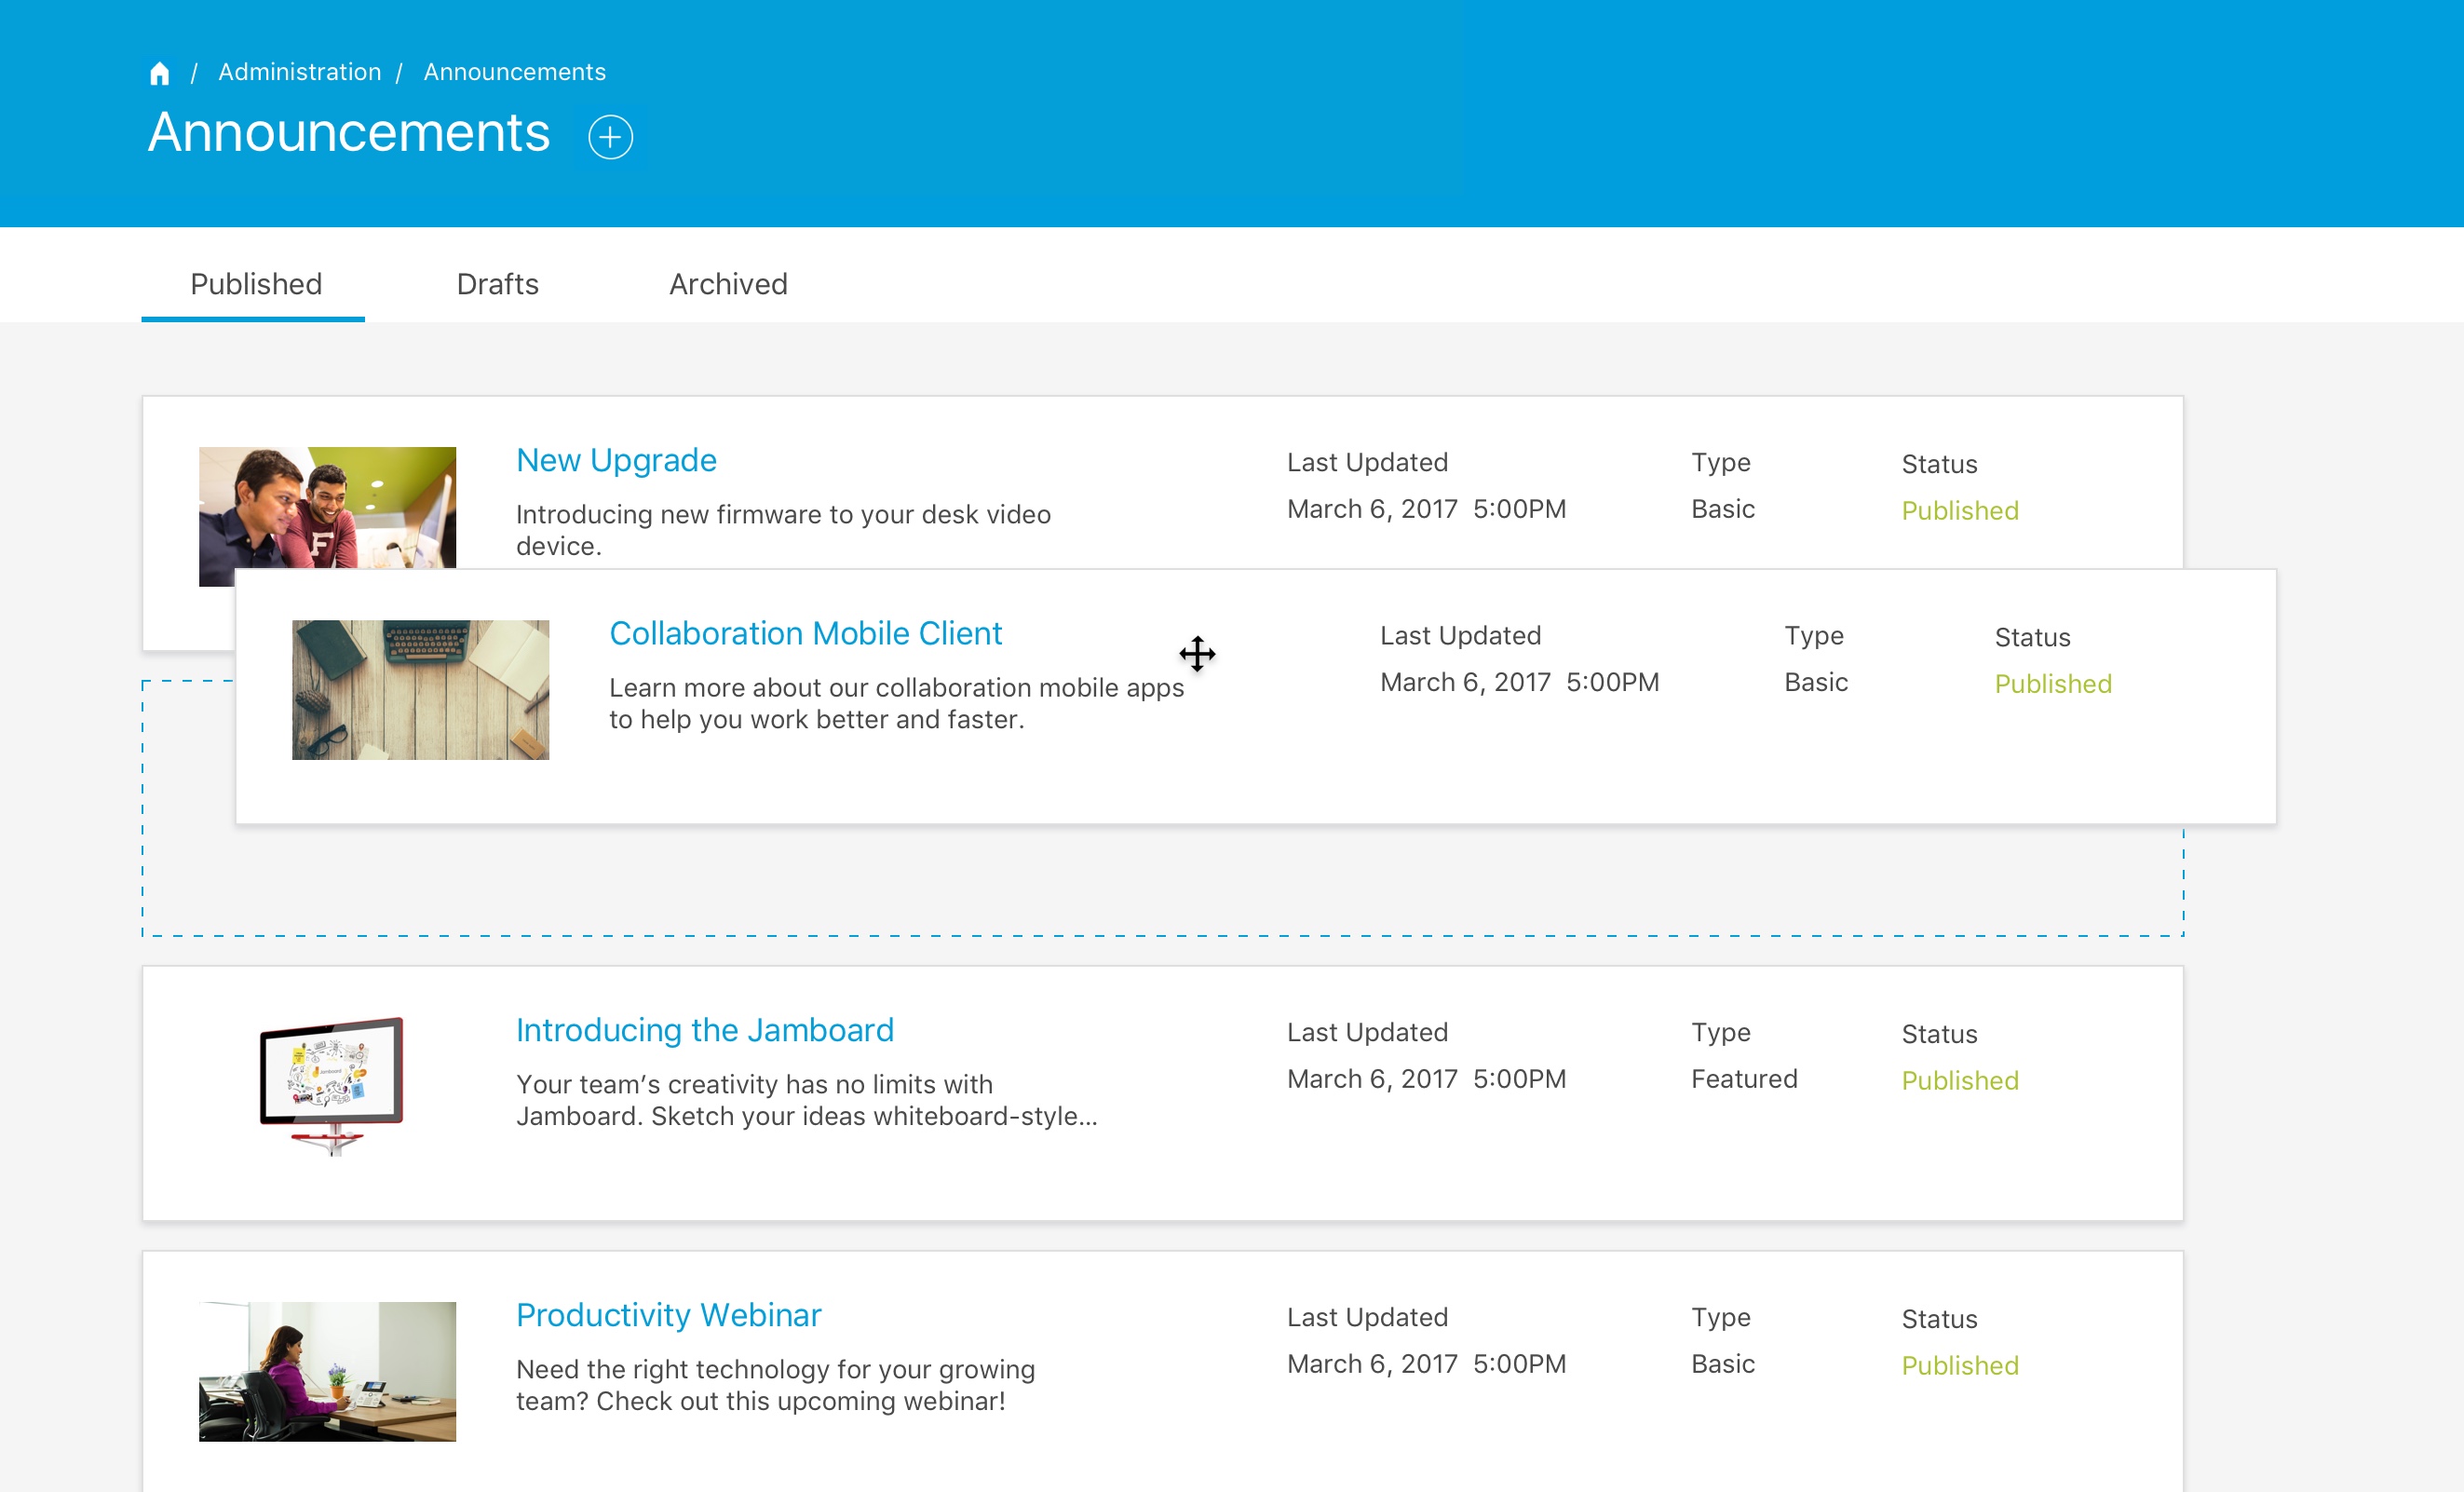 / Administration / Announcements
Announcements
Published Drafts Archived
New Upgrade
Introducing new firmware to your desk video
device.
Last Updated
March 6, 2017 5:00PM
Type
Basic
Status
Published
F
Collaboration Mobile Client
Learn more about our collaboration mobile apps
to help you work better and faster.
Last Updated
March 6, 2017 5:00PM
Type
Basic
Status
Published
Introducing the Jamboard
Your team’s creativity has no limits with
Jamboard. Sketch your ideas whiteboard-style...
Last Updated
March 6, 2017 5:00PM
Type
Featured
Status
Published
Jamboard
Productivity Webinar
Need the right technology for your growing
team? Check out this upcoming webinar!
Last Updated
March 6, 2017 5:00PM
Type
Basic
Status
Published